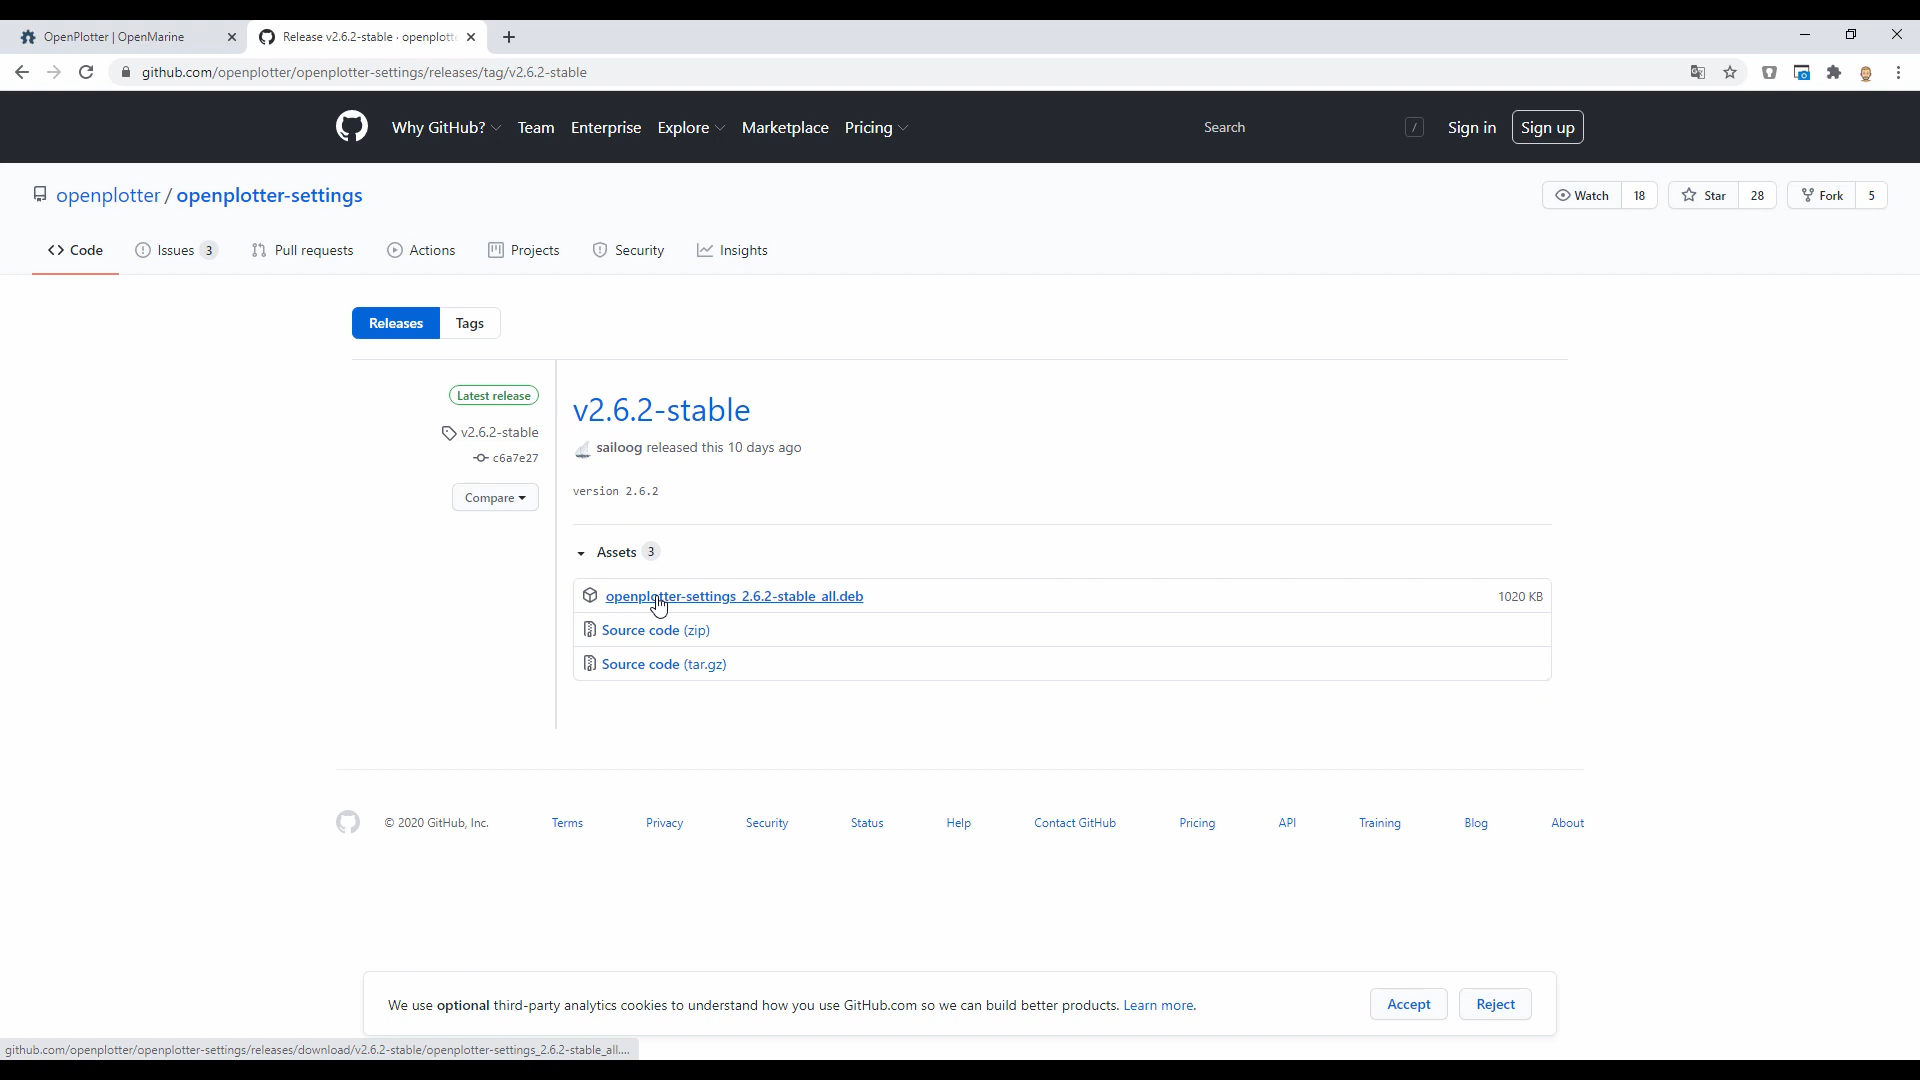 OpenPlotter | OpenMarine
Release v2.6.2-stable · openplott
github.com/openplotter/openplotter-settings/releases/tag/v2.6.2-stable
Why GitHub? Team Enterprise Explore Marketplace Pricing Search / Sign in Sign up
openplotter / openplotter-settings Watch 18 Star 28 Fork 5
Code Issues 3 Pull requests Actions Projects Security Insights
Releases Tags
Latest release
v2.6.2-stable
c6a7e27
Compare
v2.6.2-stable
sailoog released this 10 days ago
version 2.6.2
Assets 3
openplotter-settings_2.6.2-stable_all.deb 1020 KB
Source code (zip)
Source code (tar.gz)
© 2020 GitHub, Inc. Terms Privacy Security Status Help Contact GitHub Pricing API Training Blog About
We use optional third-party analytics cookies to understand how you use GitHub.com so we can build better products. Learn more. Accept Reject
github.com/openplotter/openplotter-settings/releases/download/v2.6.2-stable/openplotter-settings_2.6.2-stable_all....